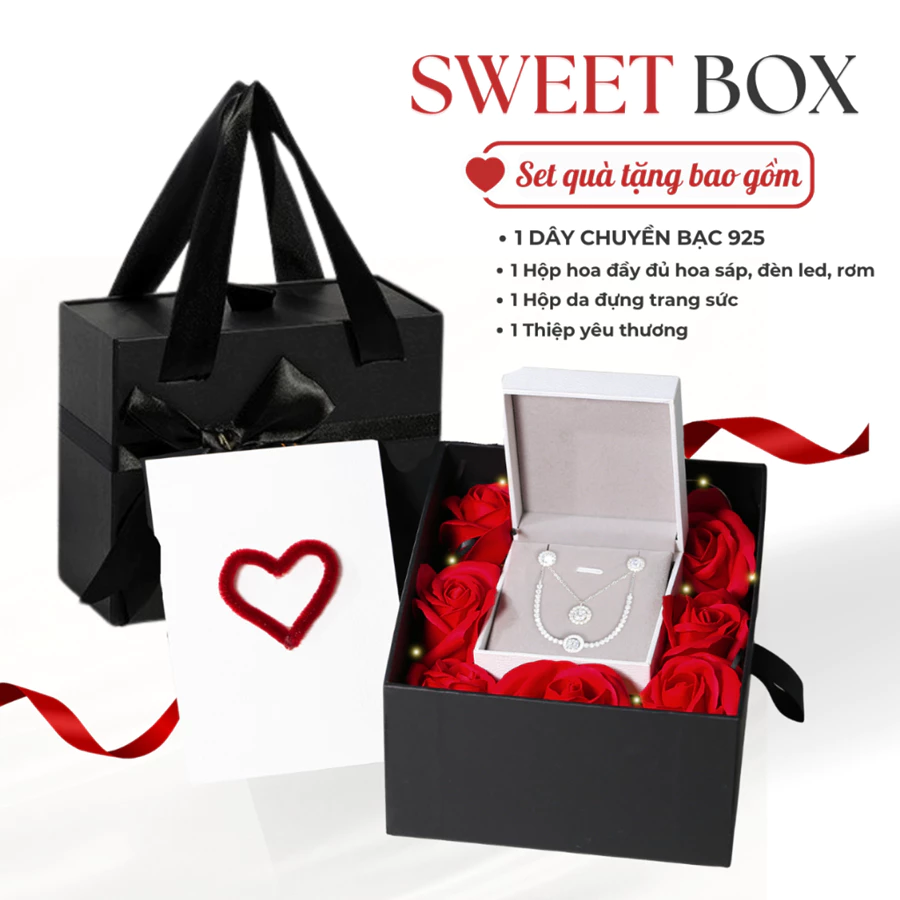 SWEET BOX
Set quà tặng bao gồm
• 1 DÂY CHUYỀN BẠC 925
• 1 Hộp hoa đầy đủ hoa sáp, đèn led, rơm
• 1 Hộp da đựng trang sức
• 1 Thiệp yêu thương